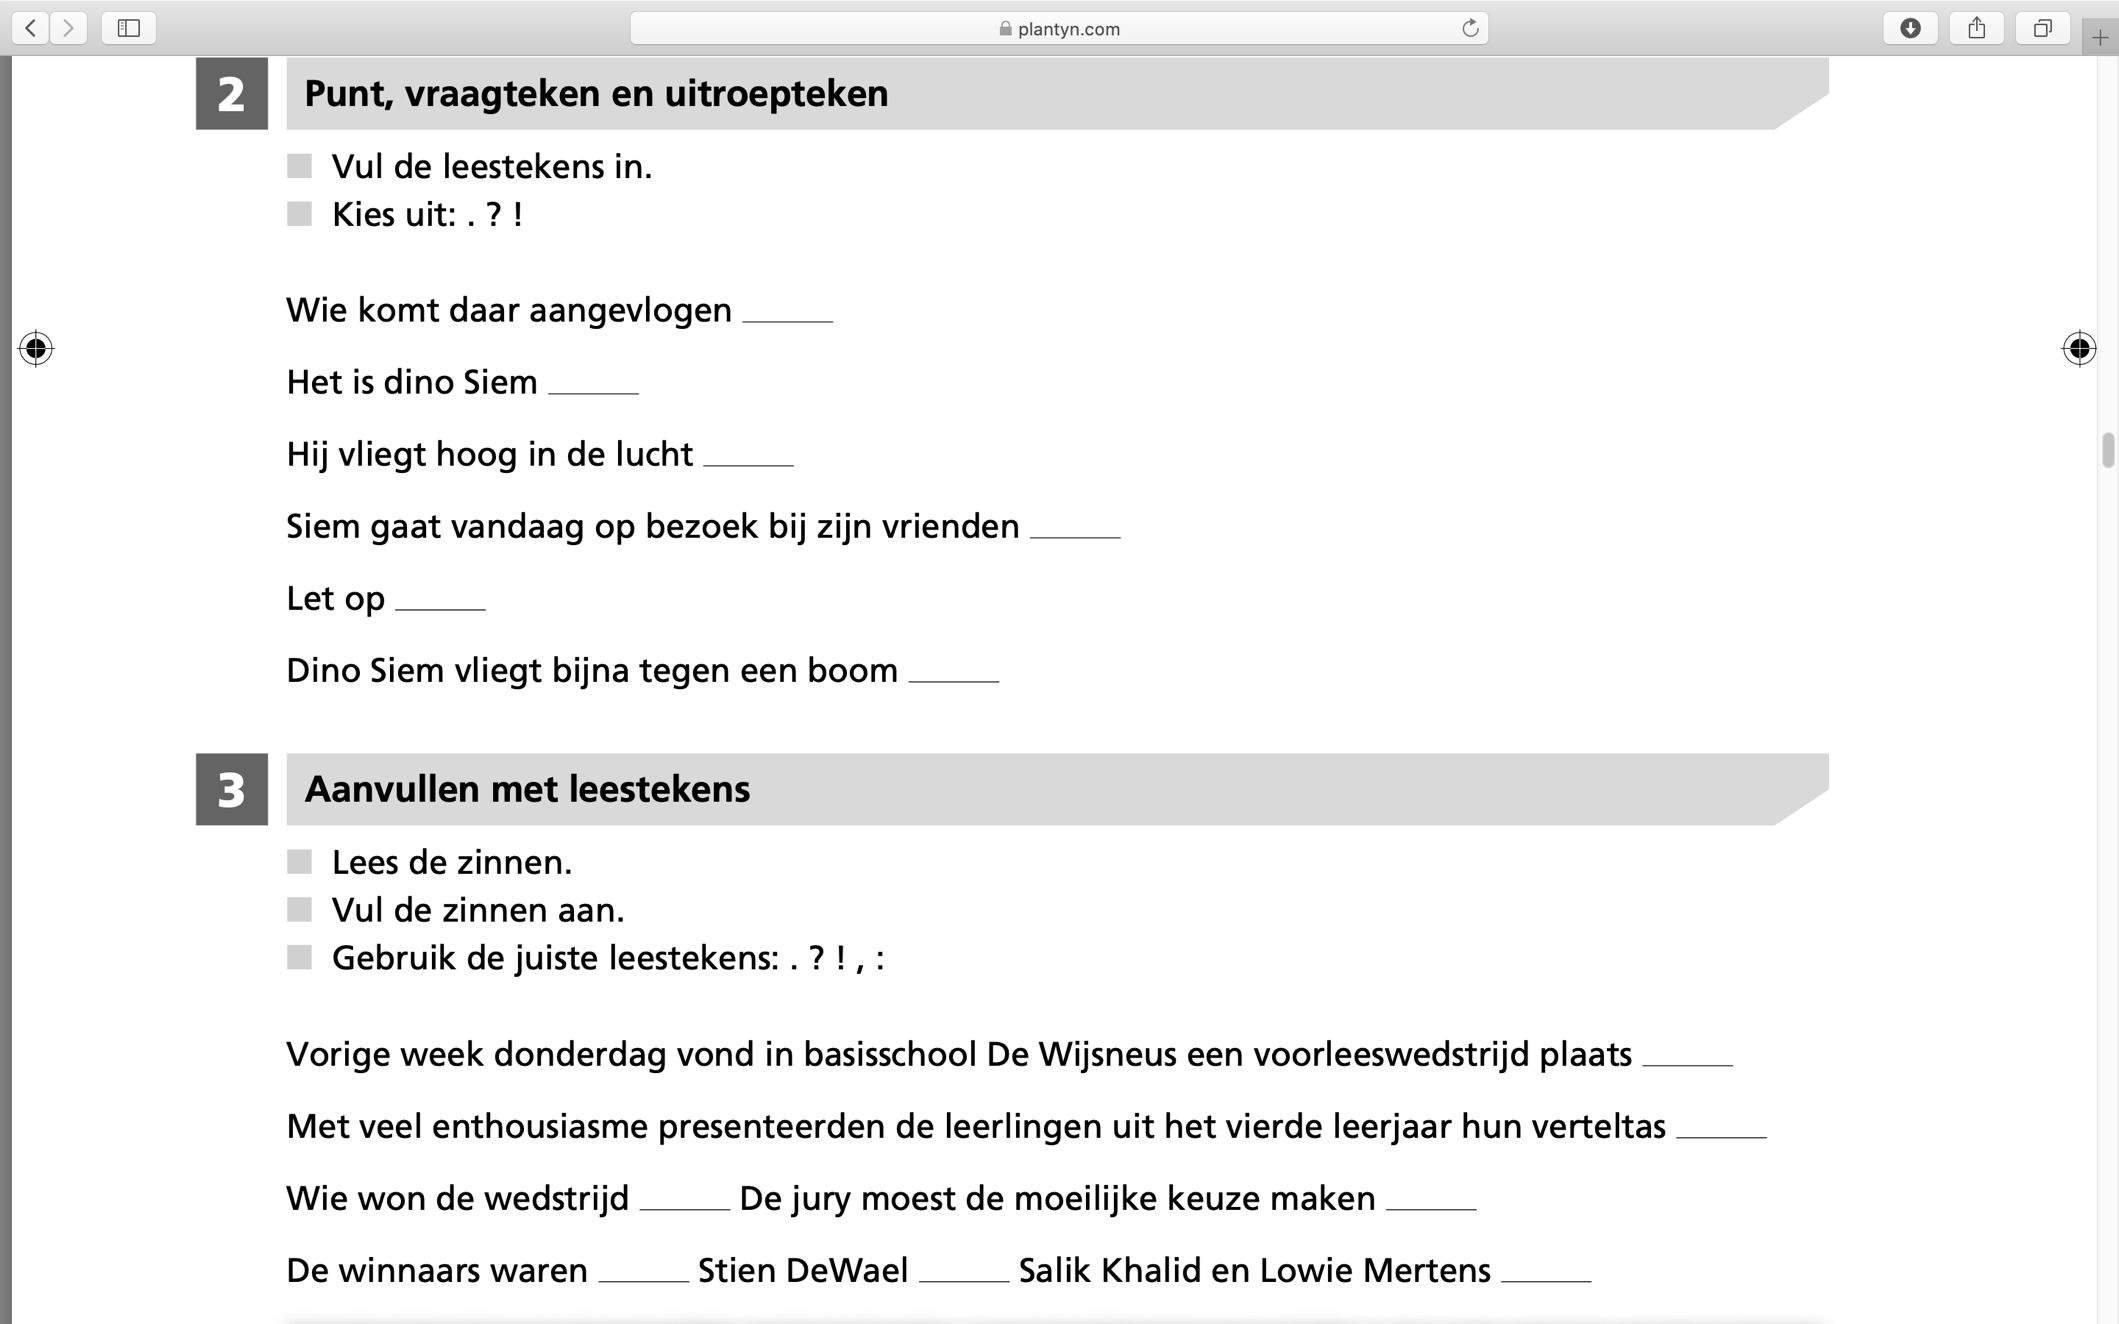 plantyn.com
2 Punt, vraagteken en uitroepteken
Vul de leestekens in.
Kies uit: . ? !
Wie komt daar aangevlogen ______
Het is dino Siem ______
Hij vliegt hoog in de lucht ______
Siem gaat vandaag op bezoek bij zijn vrienden ______
Let op ______
Dino Siem vliegt bijna tegen een boom ______
3 Aanvullen met leestekens
Lees de zinnen.
Vul de zinnen aan.
Gebruik de juiste leestekens: . ? ! , :
Vorige week donderdag vond in basisschool De Wijsneus een voorleeswedstrijd plaats ______
Met veel enthousiasme presenteerden de leerlingen uit het vierde leerjaar hun verteltas ______
Wie won de wedstrijd ______ De jury moest de moeilijke keuze maken ______
De winnaars waren ______ Stien DeWael ______ Salik Khalid en Lowie Mertens ______